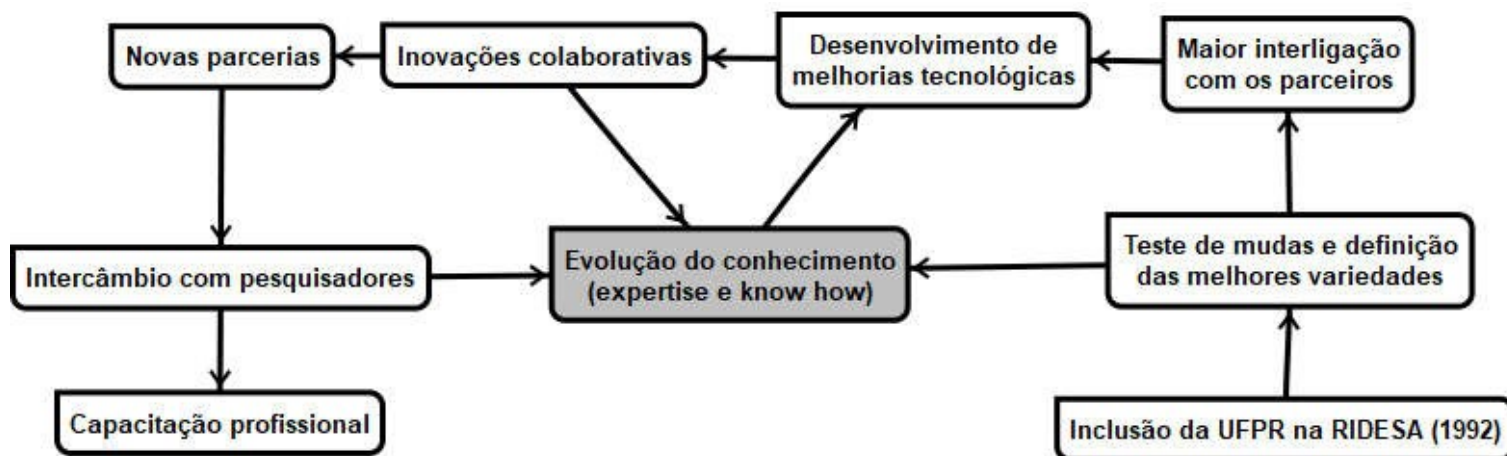 Novas parcerias
Inovações colaborativas
Desenvolvimento de
melhorias tecnológicas
Maior interligação
com os parceiros
Intercâmbio com pesquisadores
Evolução do conhecimento
(expertise e know how)
Teste de mudas e definição
das melhores variedades
Capacitação profissional
Inclusão da UFPR na RIDESA (1992)